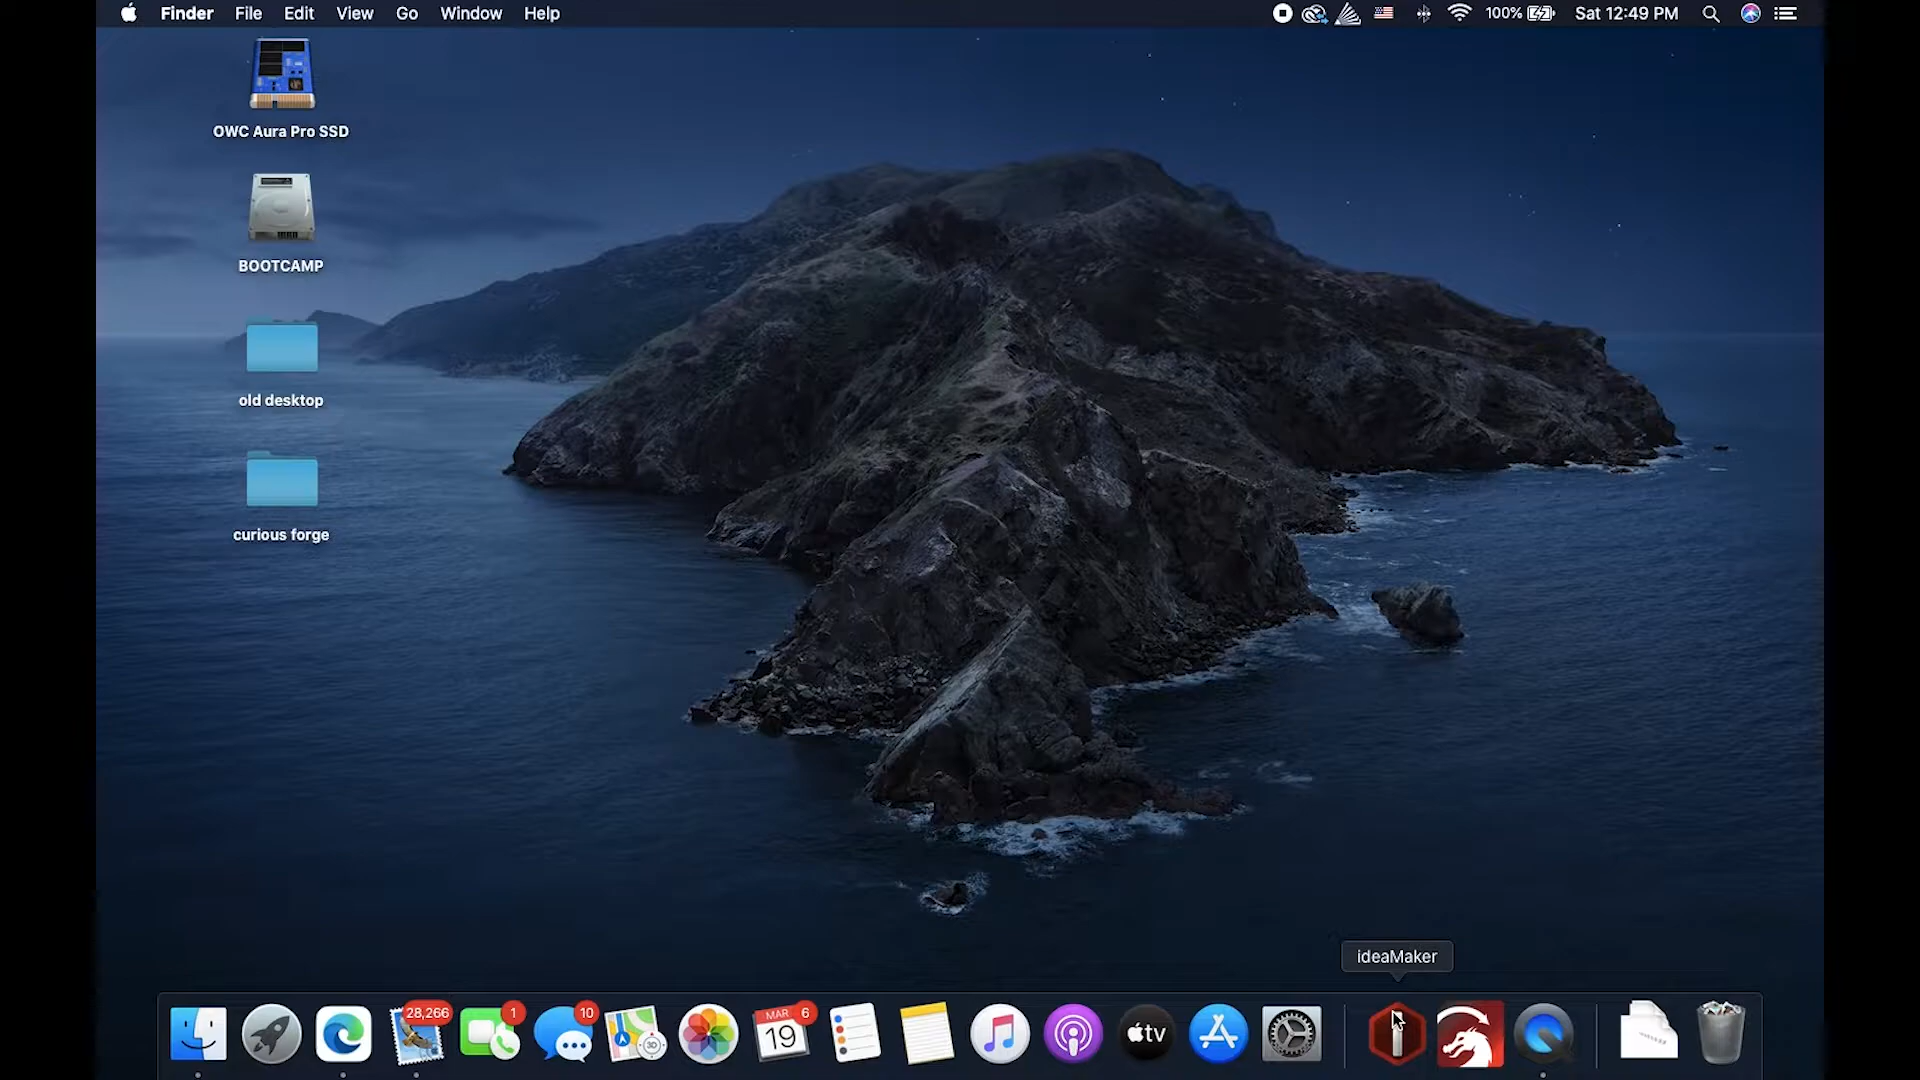 Finder File Edit View Go Window Help 100% Sat 12:49 PM
OWC Aura Pro SSD
BOOTCAMP
old desktop
curious forge
ideaMaker
28,266 1 10 MAR 6
19 3D tv